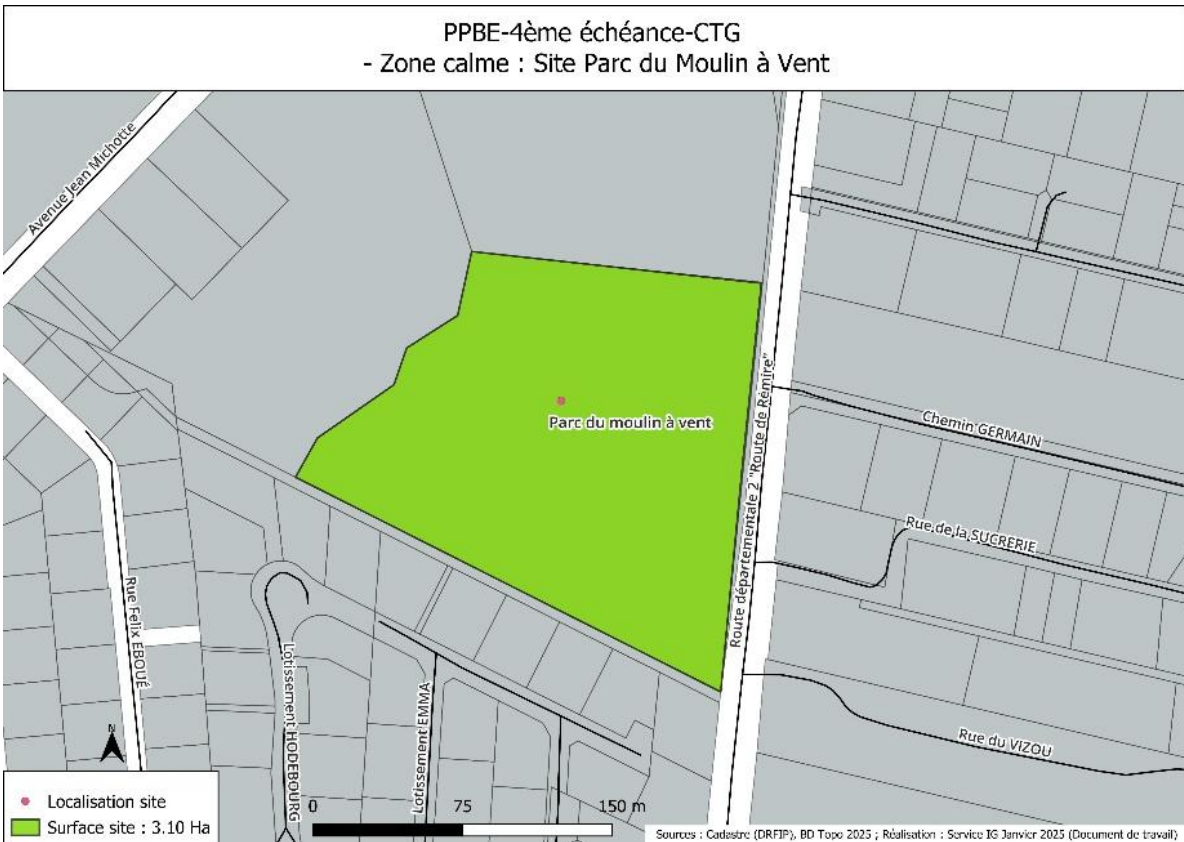 PPBE-4ème échéance-CTG
- Zone calme : Site Parc du Moulin à Vent
Avenue Jean Michotte
Parc du moulin à vent
Route départementale 2 "Route de Rémire"
Chemin GERMAIN
Rue de la SUCRERIE
Rue du VIZOU
Rue Felix EBOUÉ
Lotissement HODEBOURG
Lotissement EMMA
N
Localisation site
Surface site : 3.10 Ha
0 75 150 m
Sources : Cadastre (DRFIP), BD Topo 2025 ; Réalisation : Service IG Janvier 2025 (Document de travail)